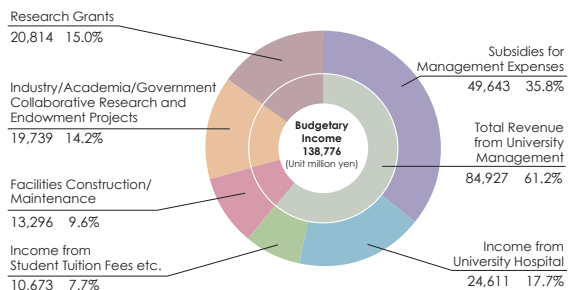 Research Grants
20,814 15.0%
Industry/Academia/Government
Collaborative Research and
Endowment Projects
19,739 14.2%
Facilities Construction/
Maintenance
13,296 9.6%
Income from
Student Tuition Fees etc.
10,673 7.7%
Budgetary
Income
138,776
(Unit million yen)
Subsidies for
Management Expenses
49,643 35.8%
Total Revenue
from University
Management
84,927 61.2%
Income from
University Hospital
24,611 17.7%